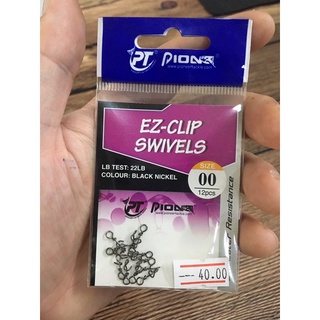 PT PIONEER
EZ-CLIP
SWIVELS
LB TEST: 22LB
COLOUR: BLACK NICKEL
SIZE
00
12pcs
Resistance
PT PIONEER
40.00